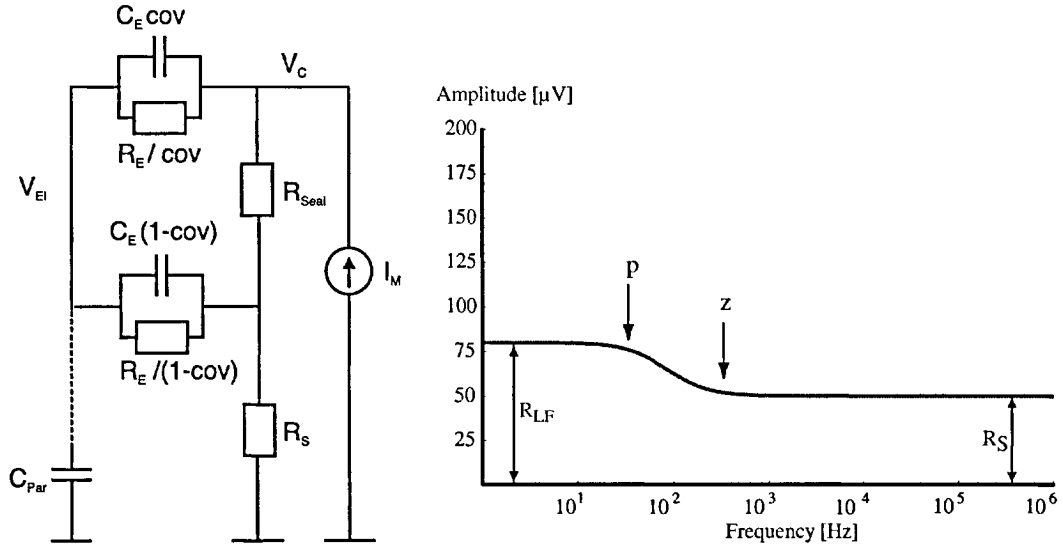 C_E cov
V_C
R_E / cov
V_El
R_Seal
C_E (1-cov)
I_M
R_E /(1-cov)
R_S
C_Par
Amplitude [µV]
200
175
150
125
100
75
50
25
p
z
R_LF
R_S
10^1
10^2
10^3
10^4
10^5
10^6
Frequency [Hz]